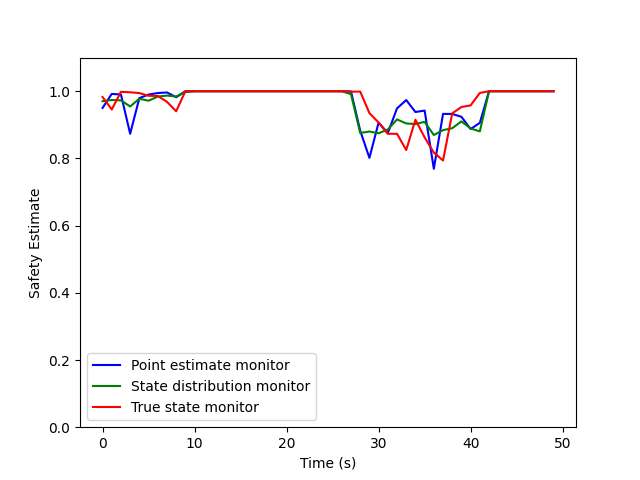 1.0
0.8
0.6
0.4
0.2
0.0
Safety Estimate
Point estimate monitor
State distribution monitor
True state monitor
0 10 20 30 40 50
Time (s)